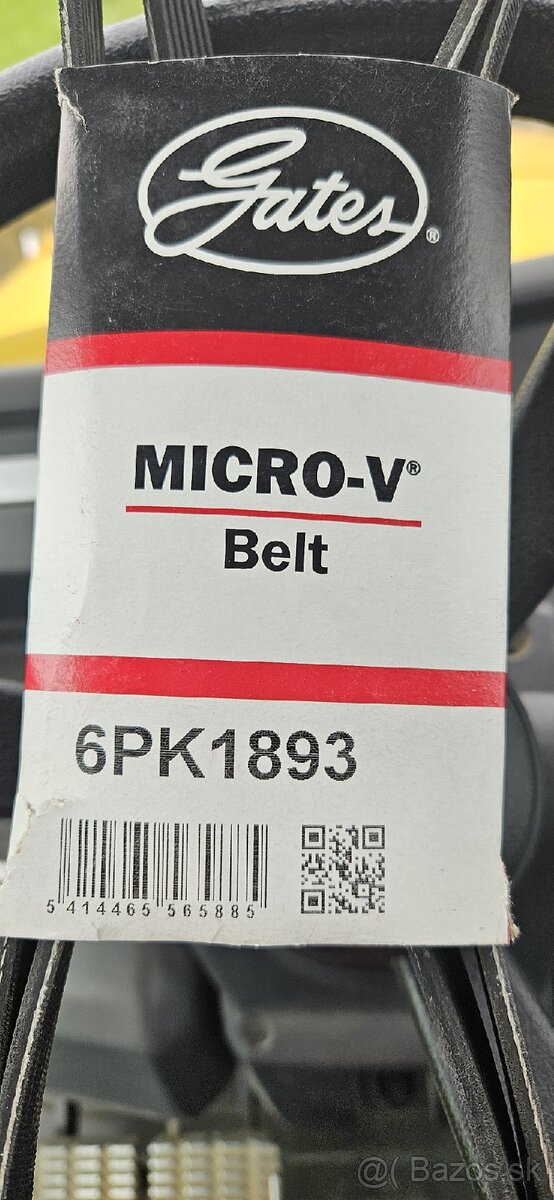 Gates®
MICRO-V®
Belt
6PK1893
5 414465 565885
@( Bazos.sk